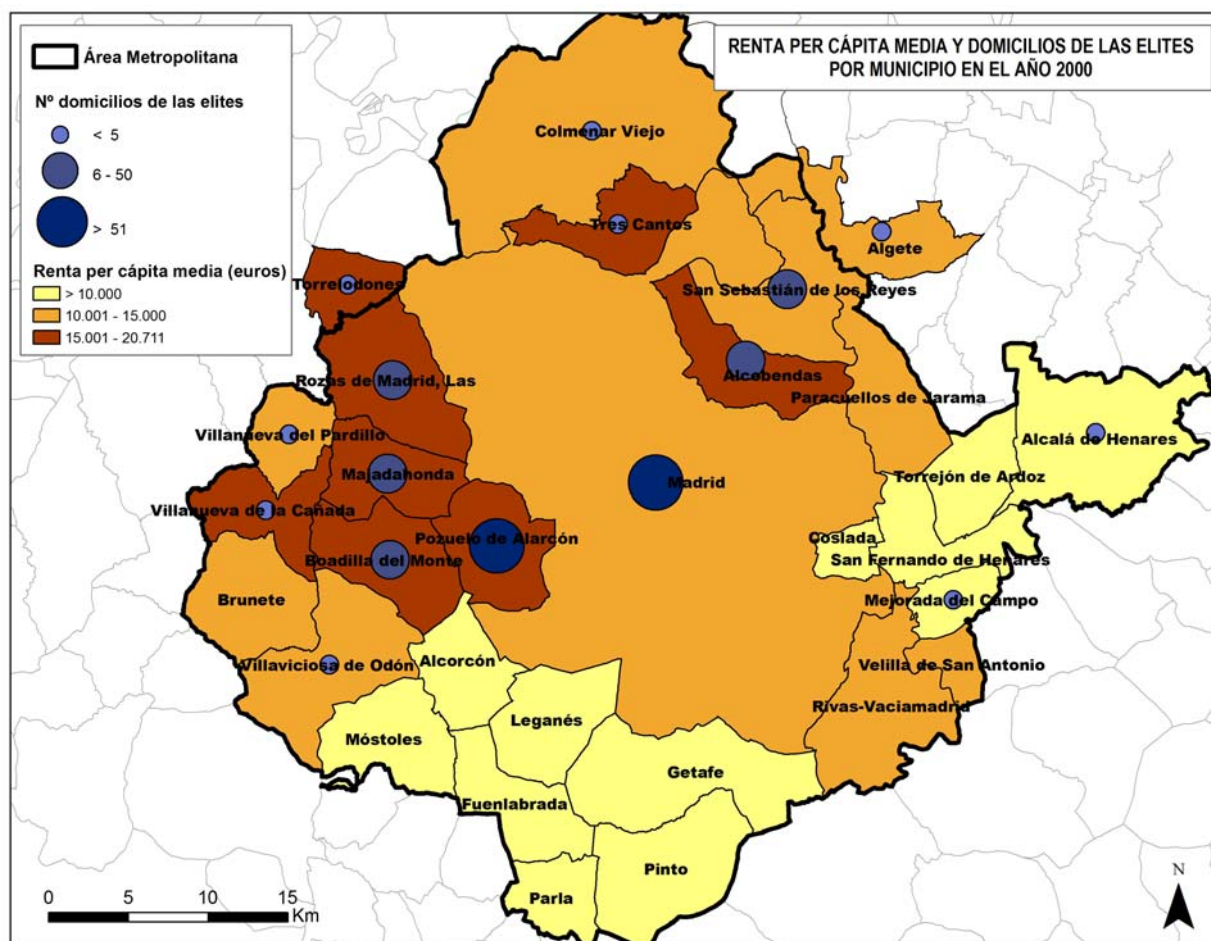 RENTA PER CÁPITA MEDIA Y DOMICILIOS DE LAS ELITES
POR MUNICIPIO EN EL AÑO 2000
Área Metropolitana
Nº domicilios de las elites
< 5
6 - 50
> 51
Renta per cápita media (euros)
> 10.000
10.001 - 15.000
15.001 - 20.711
Colmenar Viejo
Tres Cantos
Algete
Torrelodones
San Sebastián de los Reyes
Rozas de Madrid, Las
Alcobendas
Paracuellos de Jarama
Villanueva del Pardillo
Alcalá de Henares
Majadahonda
Torrejón de Ardoz
Madrid
Villanueva de la Cañada
Pozuelo de Alarcón
Coslada
Boadilla del Monte
San Fernando de Henares
Brunete
Mejorada del Campo
Villaviciosa de Odón
Alcorcón
Velilla de San Antonio
Rivas-Vaciamadrid
Leganés
Móstoles
Getafe
Fuenlabrada
Pinto
Parla
0 5 10 15
Km
N